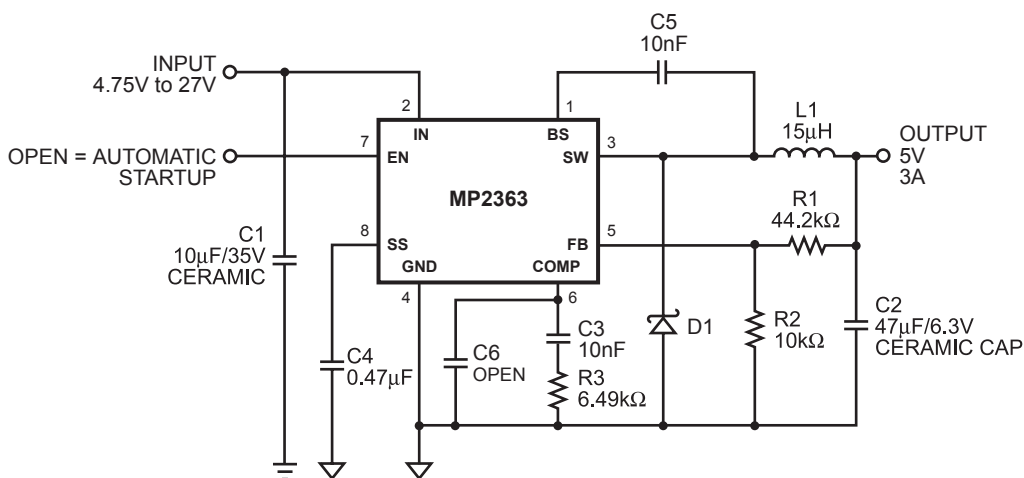 C5
10nF
INPUT
4.75V to 27V
2
1
IN
BS
L1
15μH
OUTPUT
5V
3A
7
EN
SW
3
OPEN = AUTOMATIC
STARTUP
MP2363
R1
44.2kΩ
8
SS
FB
5
C1
10μF/35V
CERAMIC
GND
COMP
4
6
C4
0.47μF
C6
OPEN
C3
10nF
R3
6.49kΩ
D1
R2
10kΩ
C2
47μF/6.3V
CERAMIC CAP